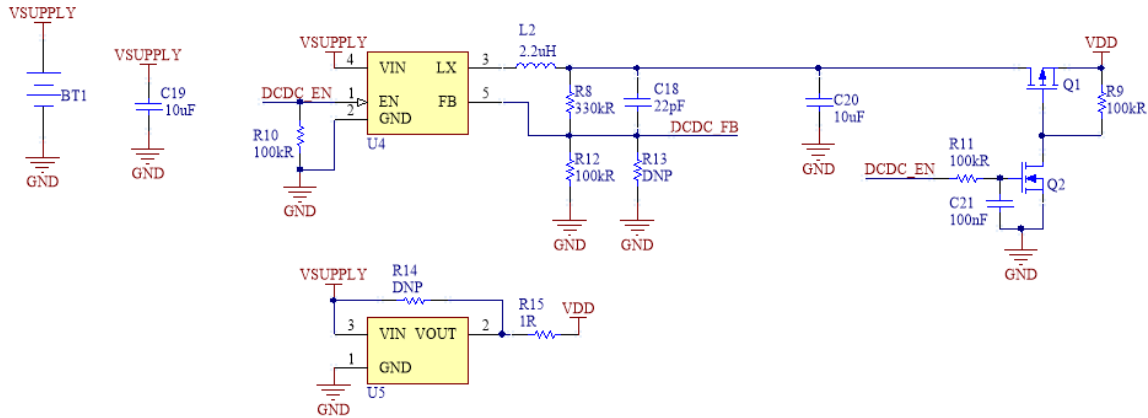 VSUPPLY
BT1
GND
VSUPPLY
C19
10uF
GND
VSUPPLY
4
VIN
LX
3
L2
2.2uH
DCDC_EN
1
EN
2
GND
FB
5
U4
R10
100kR
GND
R8
330kR
C18
22pF
DCDC_FB
R12
100kR
R13
DNP
GND
GND
C20
10uF
GND
VDD
Q1
R9
100kR
DCDC_EN
R11
100kR
Q2
C21
100nF
GND
VSUPPLY
R14
DNP
3
VIN VOUT
2
R15
1R
VDD
1
GND
U5
GND